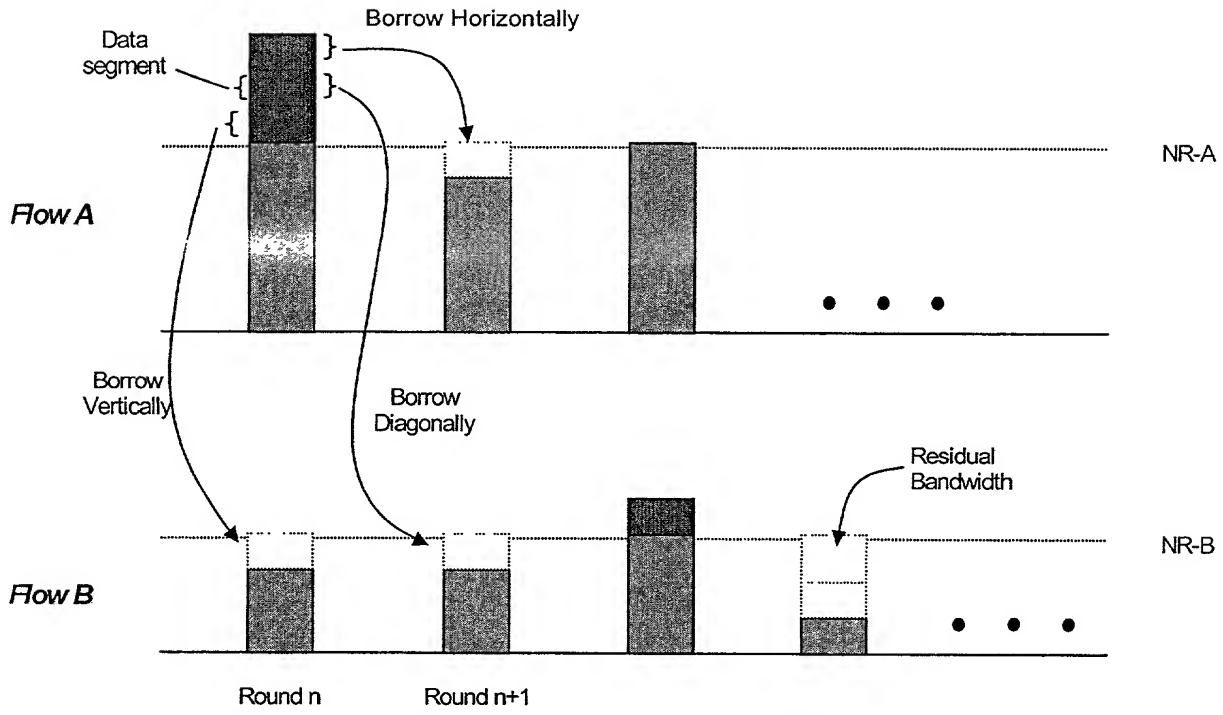 Borrow Horizontally
Data
segment
NR-A
Flow A
Borrow
Vertically
Borrow
Diagonally
Residual
Bandwidth
NR-B
Flow B
Round n
Round n+1